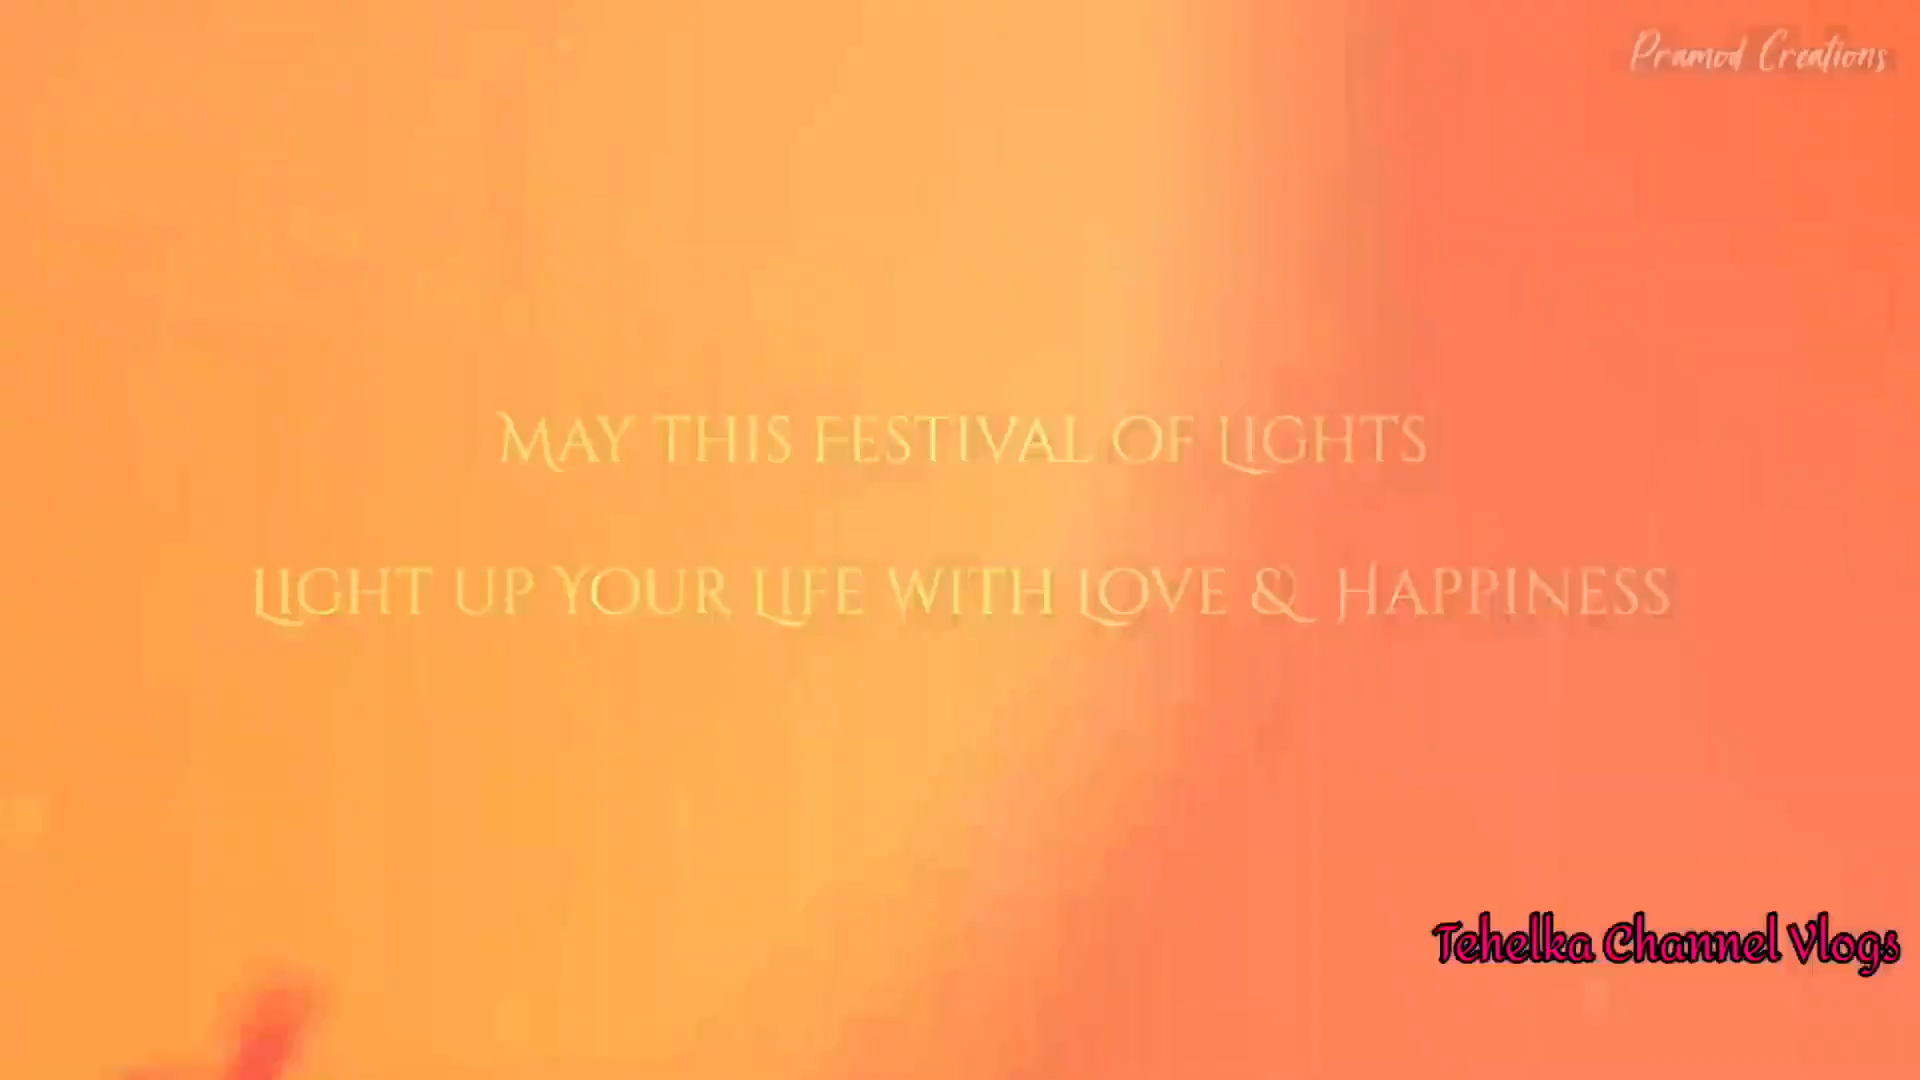 Pramod Creations
May this Festival of Lights
Light up Your Life with Love & Happiness
Tehelka Channel Vlogs